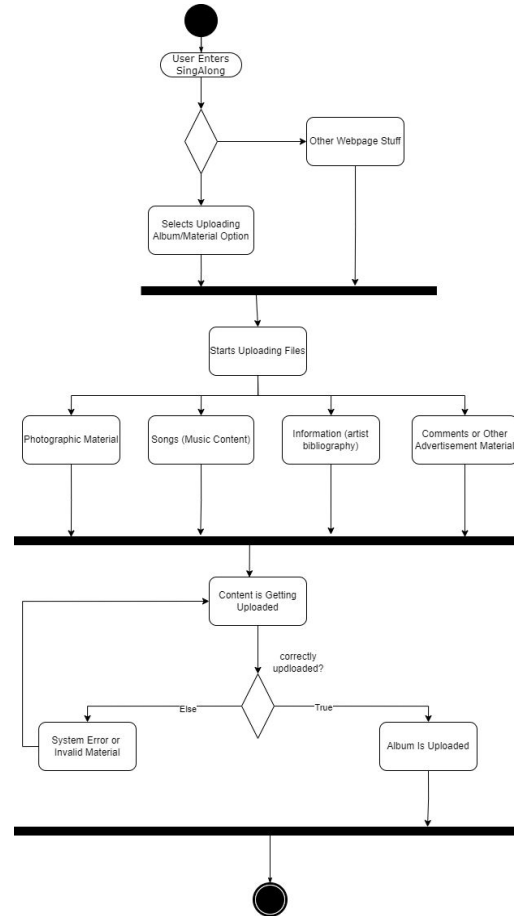 User Enters
SingAlong
Other Webpage Stuff
Selects Uploading
Album/Material Option
Starts Uploading Files
Photographic Material
Songs (Music Content)
Information (artist
bibliography)
Comments or Other
Advertisement Material
Content is Getting
Uploaded
correctly
updloaded?
Else
True
System Error or
Invalid Material
Album Is Uploaded